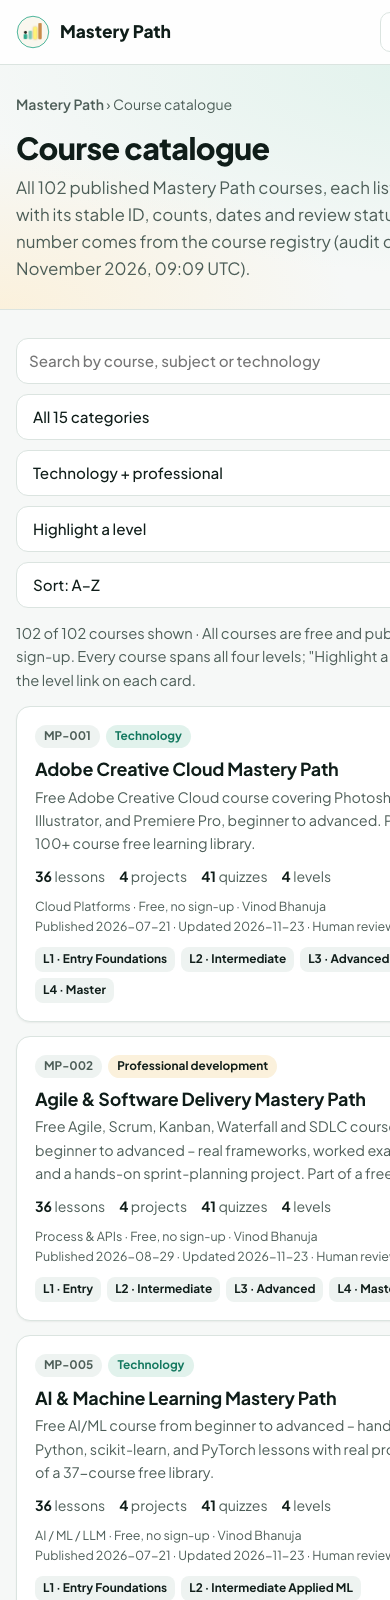 Mastery Path
Mastery Path › Course catalogue
Course catalogue
All 102 published Mastery Path courses, each
with its stable ID, counts, dates and review
number comes from the course registry (audit
November 2026, 09:09 UTC).
Search by course, subject or technology
All 15 categories
Technology + professional
Highlight a level
Sort: A–Z
102 of 102 courses shown · All courses are free and
sign-up. Every course spans all four levels; "Highlight a
the level link on each card.
MP-001 Technology
Adobe Creative Cloud Mastery Path
Free Adobe Creative Cloud course covering
Illustrator, and Premiere Pro, beginner to advanced.
100+ course free learning library.
36 lessons 4 projects 41 quizzes 4 levels
Cloud Platforms · Free, no sign-up · Vinod Bhanuja
Published 2026-07-21 · Updated 2026-11-23 · Human
L1 · Entry Foundations L2 · Intermediate L3 · Advanced
L4 · Master
MP-002 Professional development
Agile & Software Delivery Mastery Path
Free Agile, Scrum, Kanban, Waterfall and SDLC
beginner to advanced – real frameworks, worked
and a hands-on sprint-planning project. Part of a free
36 lessons 4 projects 41 quizzes 4 levels
Process & APIs · Free, no sign-up · Vinod Bhanuja
Published 2026-08-29 · Updated 2026-11-23 · Human
L1 · Entry L2 · Intermediate L3 · Advanced L4 ·
MP-005 Technology
AI & Machine Learning Mastery Path
Free AI/ML course from beginner to advanced –
Python, scikit-learn, and PyTorch lessons with real
of a 37-course free library.
36 lessons 4 projects 41 quizzes 4 levels
AI / ML / LLM · Free, no sign-up · Vinod Bhanuja
Published 2026-07-21 · Updated 2026-11-23 · Human
L1 · Entry Foundations L2 · Intermediate Applied ML